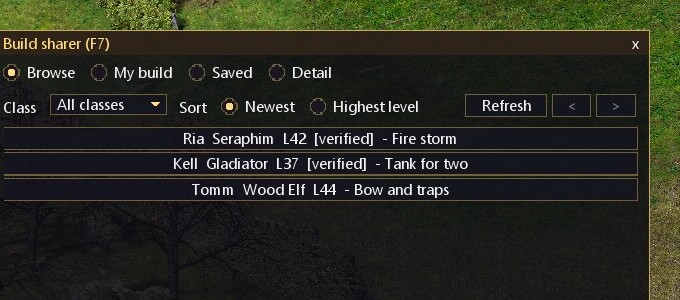 Build sharer (F7) x
Browse My build Saved Detail
Class All classes Sort Newest Highest level Refresh < >
Ria Seraphim L42 [verified] - Fire storm
Kell Gladiator L37 [verified] - Tank for two
Tomm Wood Elf L44 - Bow and traps